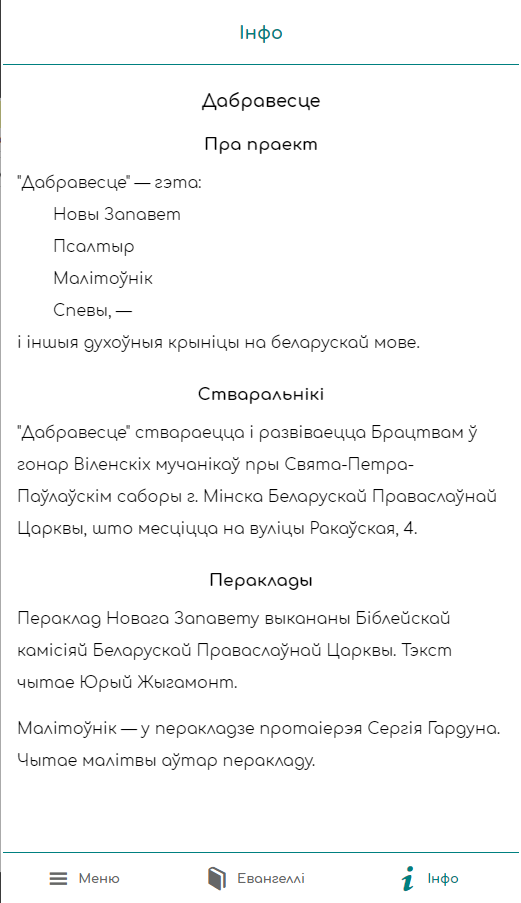 Інфо
Дабравесце
Пра праект
"Дабравесце" — гэта:
Новы Запавет
Псалтыр
Малітоўнік
Спевы, —
і іншыя духоўныя крыніцы на беларускай мове.
Стваральнікі
"Дабравесце" ствараецца і развіваецца Брацтвам ў
гонар Віленскіх мучанікаў пры Свята-Петра-
Паўлаўскім саборы г. Мінска Беларускай Праваслаўнай
Царквы, што месціцца на вуліцы Ракаўская, 4.
Пераклады
Пераклад Новага Запавету выкананы Біблейскай
камісіяй Беларускай Праваслаўнай Царквы. Тэкст
чытае Юрый Жыгамонт.
Малітоўнік — у перакладзе протаіерэя Сергія Гардуна.
Чытае малітвы аўтар перакладу.
Меню
Евангеллі
Інфо